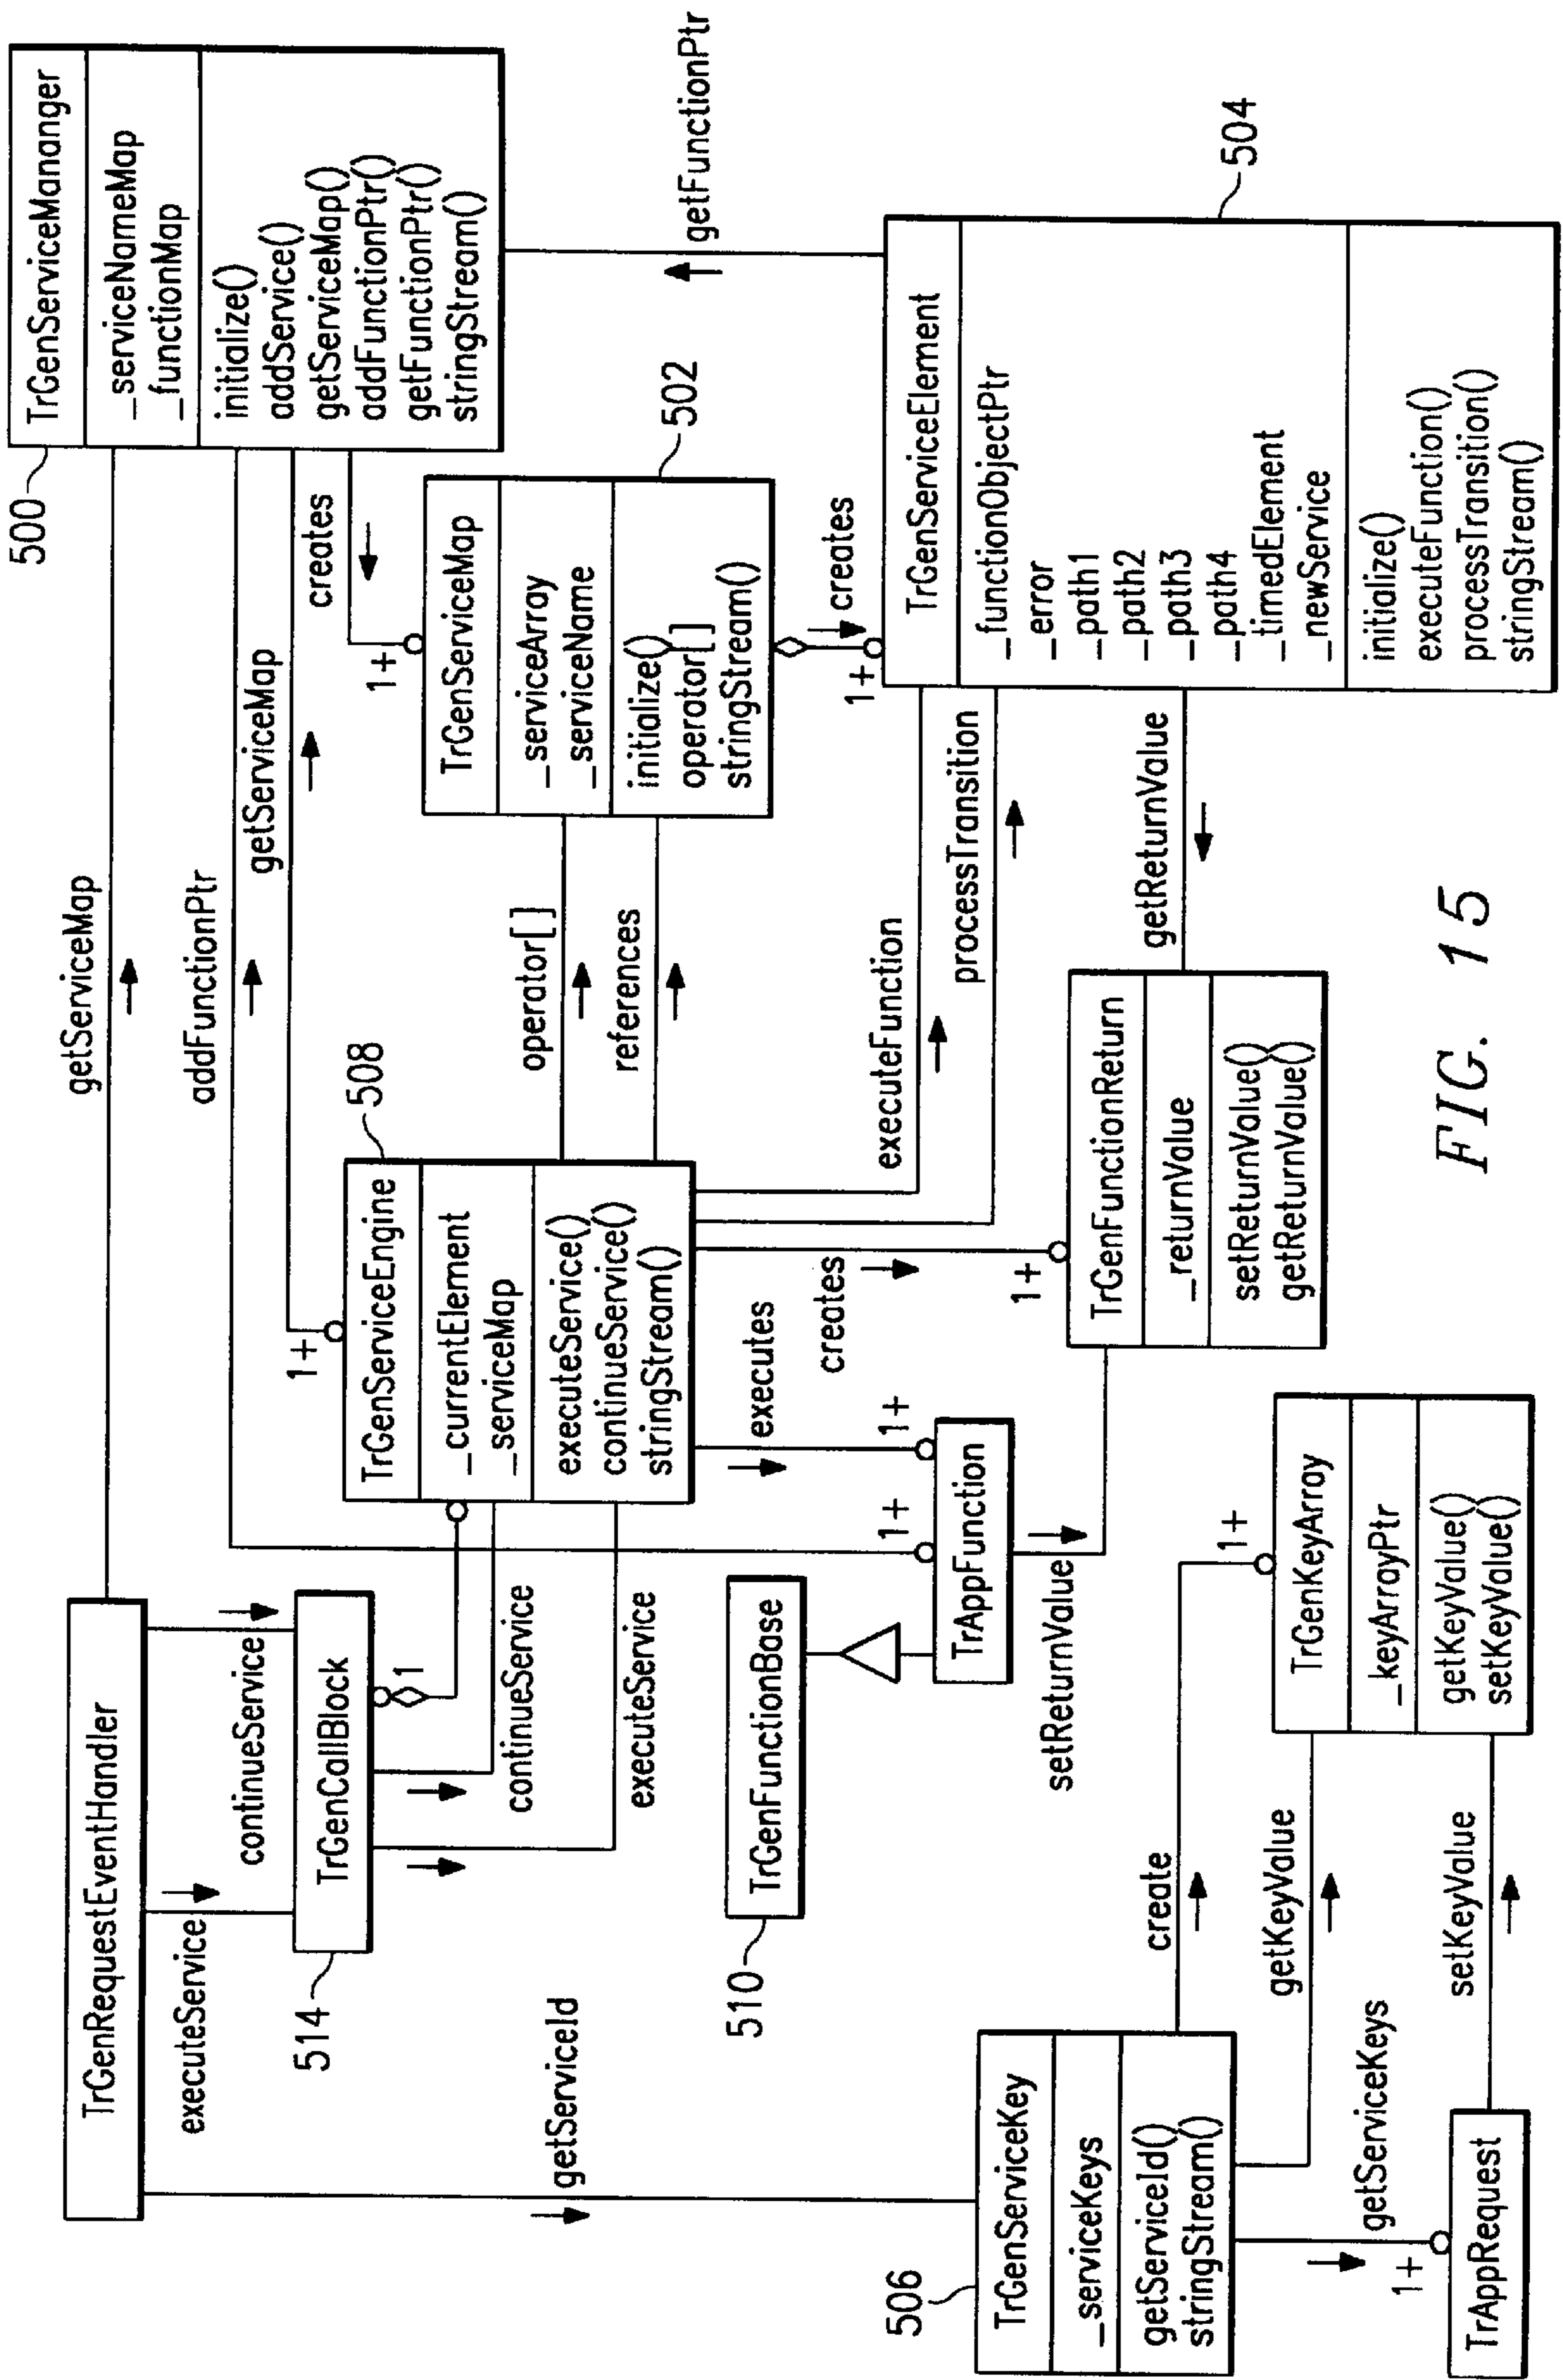 TrGenRequestEventHandler
getServiceMap
500
TrGenServiceMananger
_serviceNameMap
_functionMap
initialize()
addService()
getServiceMap()
addFunctionPtr()
getFunctionPtr()
stringStream()
executeService
continueService
addFunctionPtr
getServiceMap
creates
1+
514
TrGenCallBlock
1
continueService
executeService
1+
508
TrGenServiceEngine
_currentElement
_serviceMap
executeService()
continueService()
stringStream()
operator[]
references
502
TrGenServiceMap
_serviceArray
_serviceName
initialize()
operator[]
stringStream()
getFunctionPtr
creates
1+
getServiceId
510
TrGenFunctionBase
executes
creates
1+
1+
1+
executeFunction
processTransition
504
TrGenServiceElement
_functionObjectPtr
_error
_path1
_path2
_path3
_path4
_timedElement
_newService
initialize()
executeFunction()
processTransition()
stringStream()
TrAppFunction
setReturnValue
getReturnValue
TrGenFunctionReturn
_returnValue
setReturnValue()
getReturnValue()
506
TrGenServiceKey
_serviceKeys
getServiceId()
stringStream()
create
1+
getKeyValue
TrGenKeyArray
_keyArrayPtr
getKeyValue()
setKeyValue()
getServiceKeys
1+
setKeyValue
TrAppRequest
FIG. 15